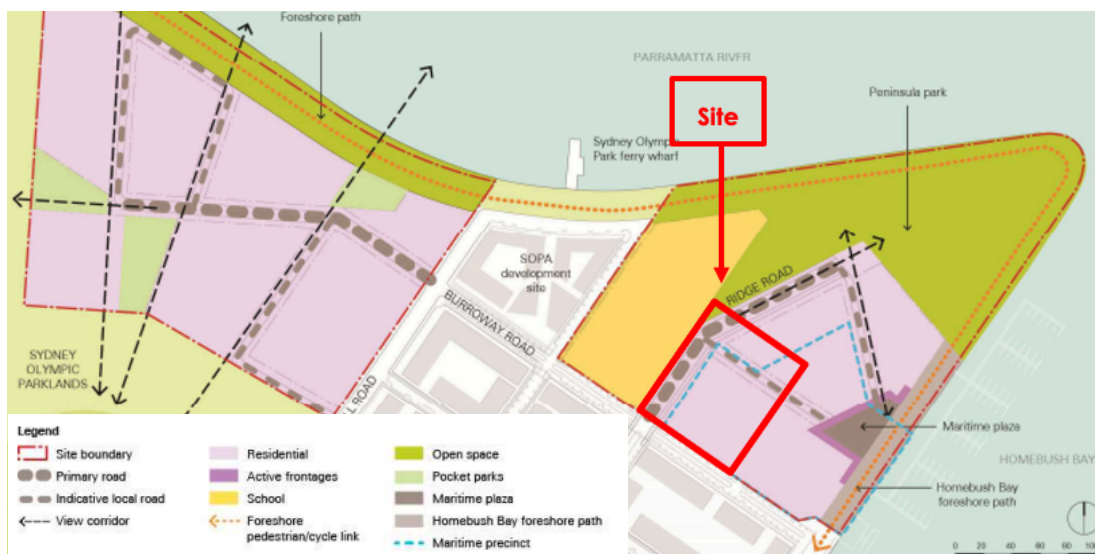 Foreshore path
PARRAMATTA RIVER
Site
Peninsula park
Sydney Olympic
Park ferry wharf
SOPA
development
site
RIDGE ROAD
BURROWAY ROAD
SYDNEY
OLYMPIC
PARKLANDS
ROAD
Maritime plaza
HOMEBUSH BAY
Homebush Bay
foreshore path
Legend
Site boundary
Primary road
Indicative local road
View corridor
Residential
Active frontages
School
Foreshore
pedestrian/cycle link
Open space
Pocket parks
Maritime plaza
Homebush Bay foreshore path
Maritime precinct
0 20 40 60 80